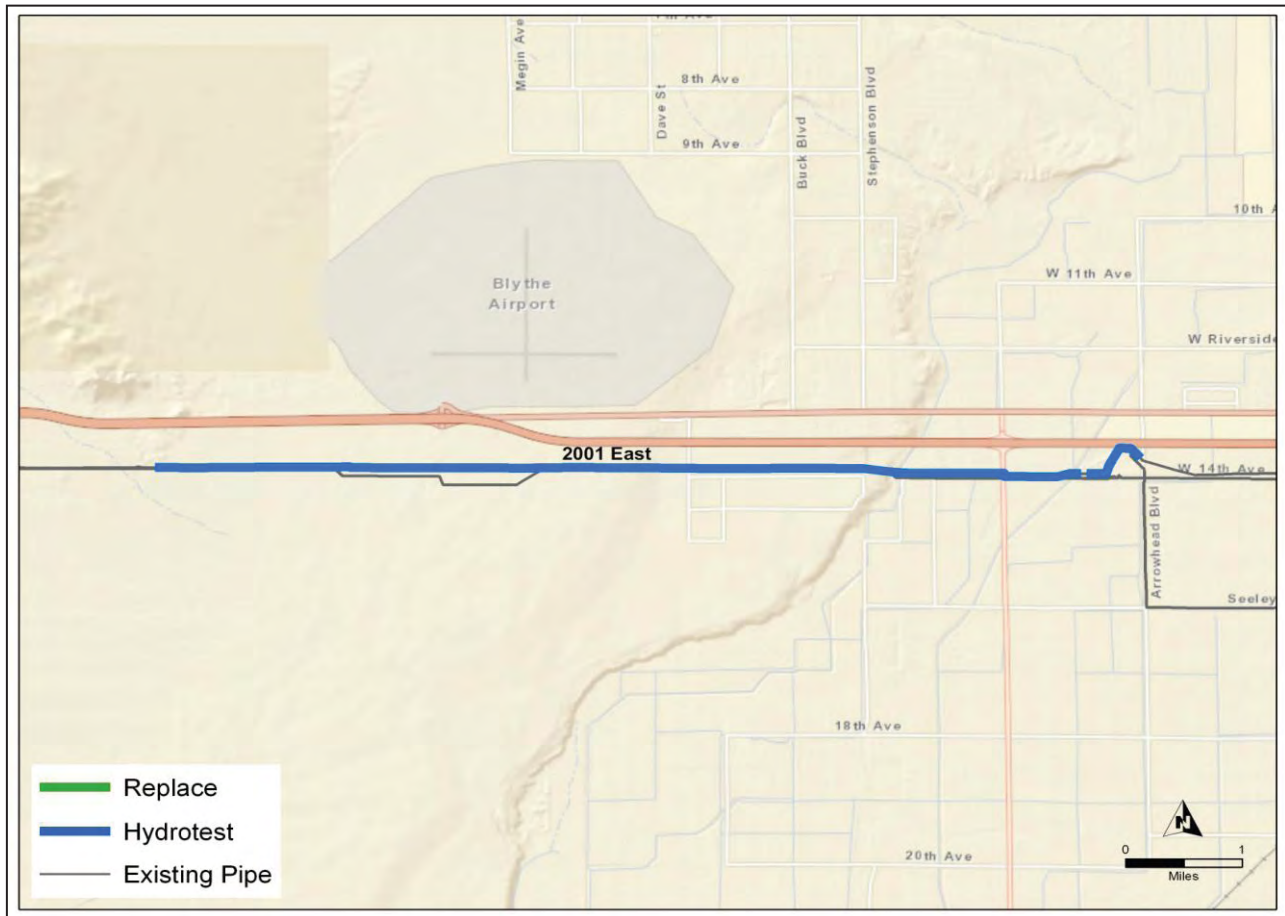 Megin Ave
8th Ave
Dave St
9th Ave
Buck Blvd
Stephenson Blvd
10th A
W 11th Ave
Blythe
Airport
W Riverside
2001 East
W 14th Ave
Arrowhead Blvd
Seeley
18th Ave
20th Ave
Replace
Hydrotest
Existing Pipe
N
0 1
Miles